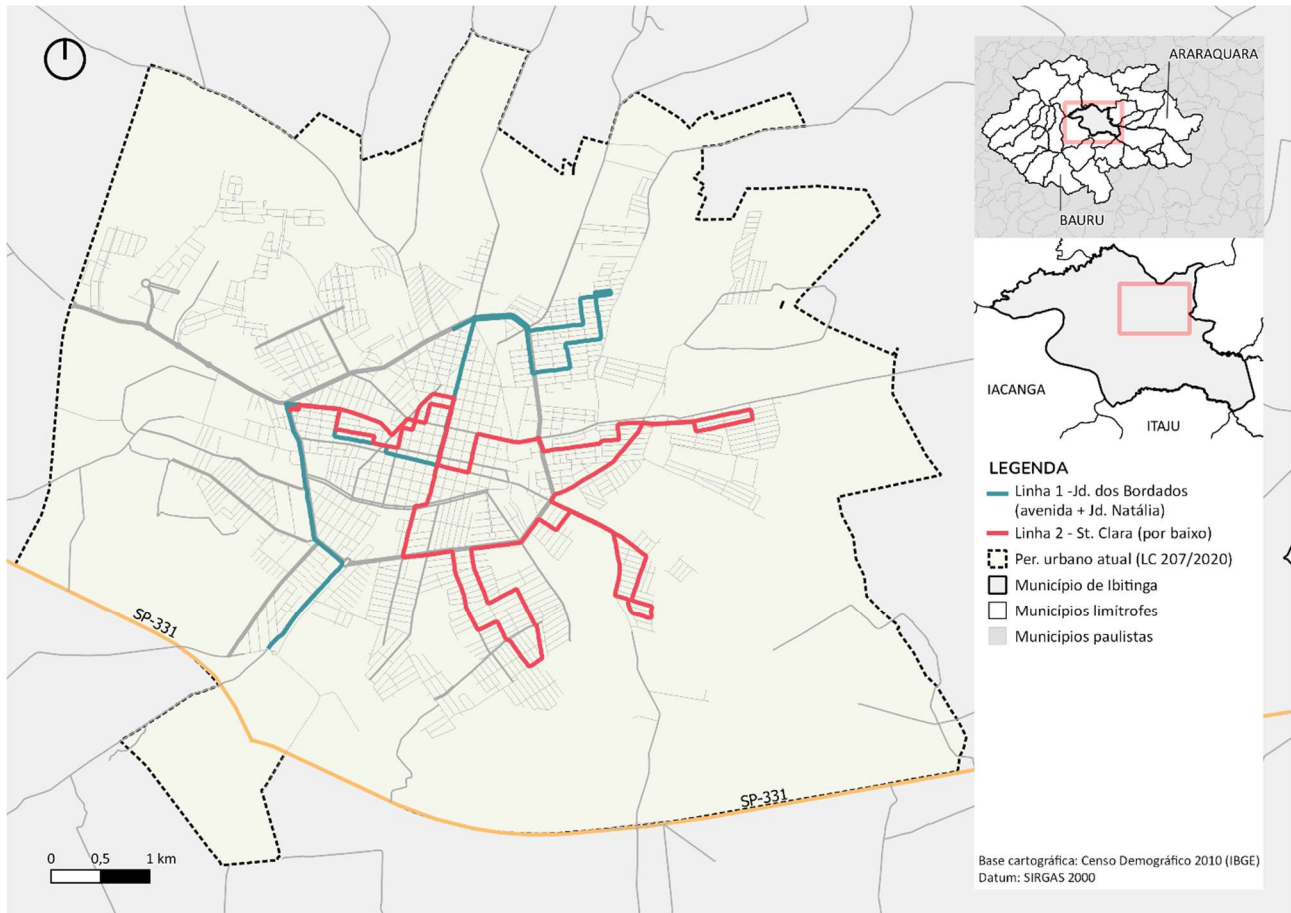 ARARAQUARA
BAURU
IACANGA
ITAJU
LEGENDA
Linha 1 -Jd. dos Bordados
(avenida + Jd. Natália)
Linha 2 - St. Clara (por baixo)
Per. urbano atual (LC 207/2020)
Município de Ibitinga
Municípios limítrofes
Municípios paulistas
SP-331
SP-331
0 0,5 1 km
Base cartográfica: Censo Demográfico 2010 (IBGE)
Datum: SIRGAS 2000